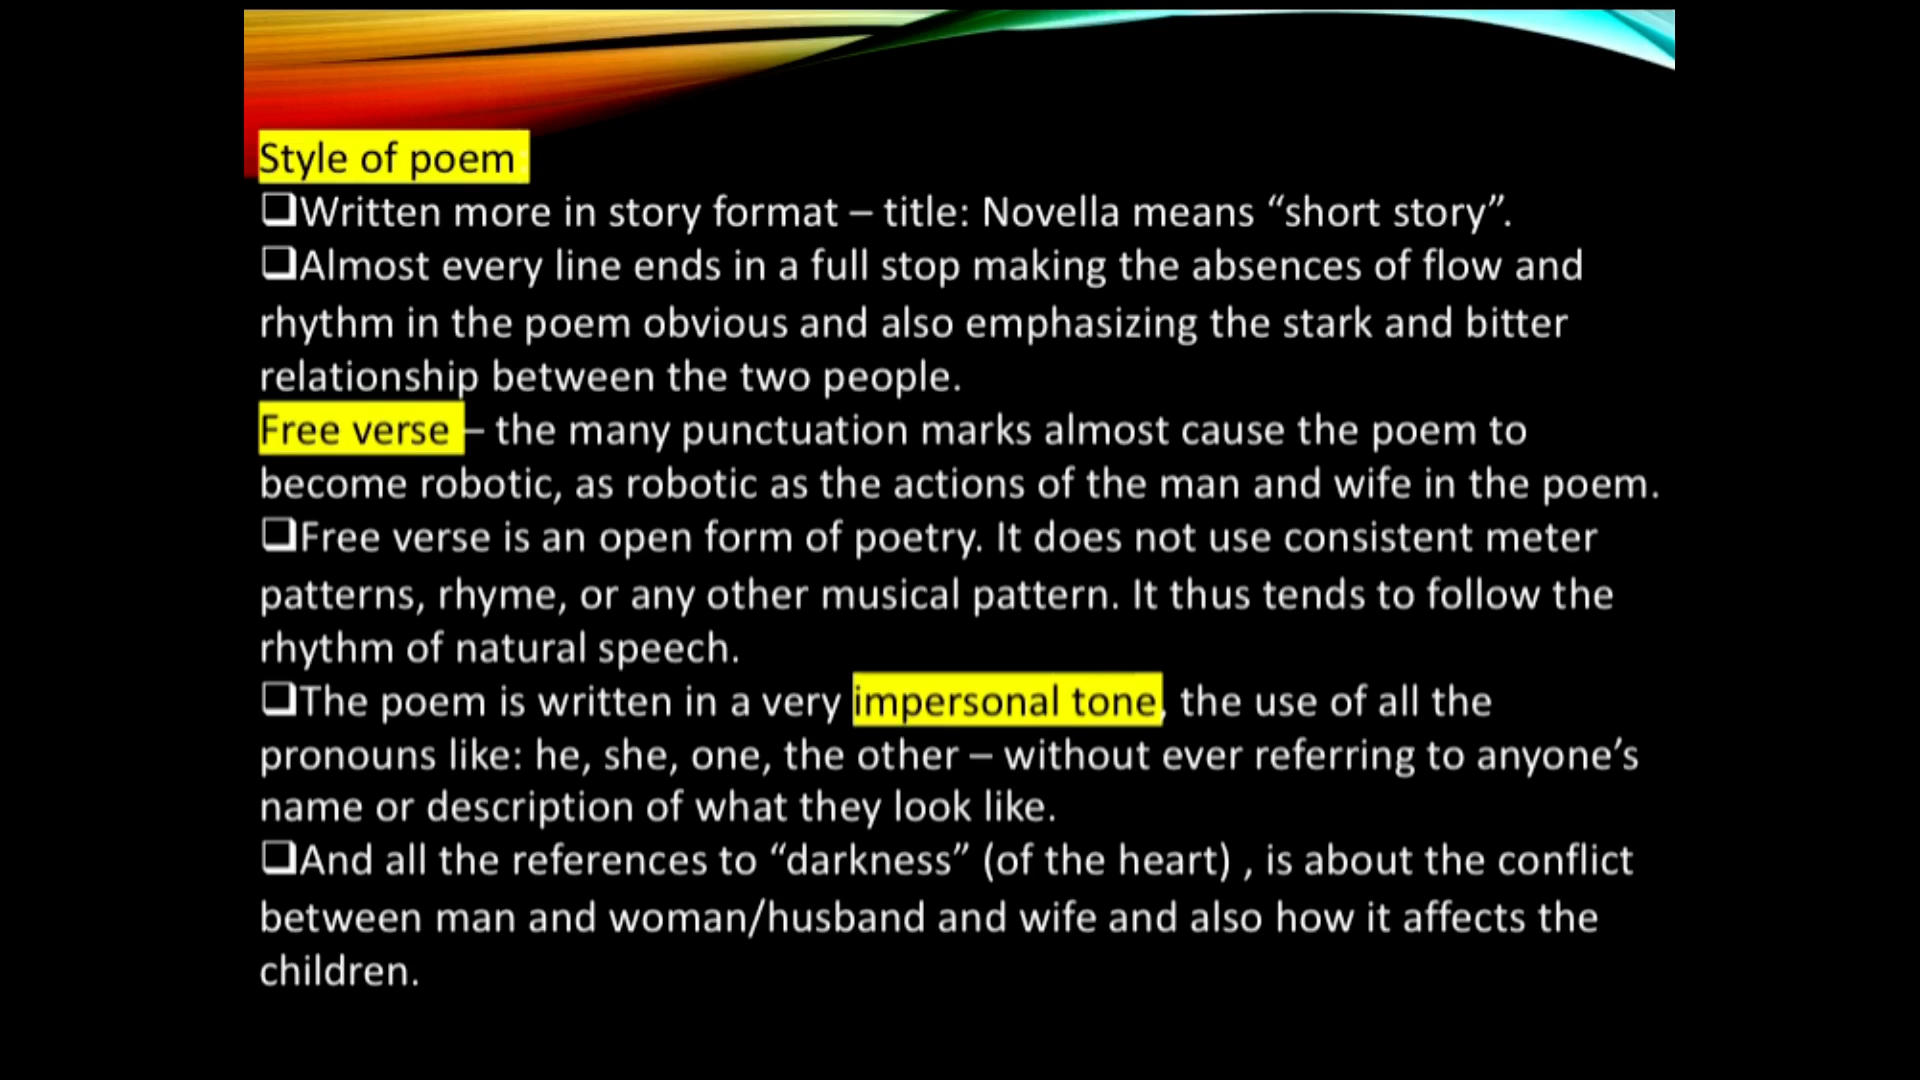 Style of poem
❑Written more in story format – title: Novella means “short story”.
❑Almost every line ends in a full stop making the absences of flow and
rhythm in the poem obvious and also emphasizing the stark and bitter
relationship between the two people.
Free verse – the many punctuation marks almost cause the poem to
become robotic, as robotic as the actions of the man and wife in the poem.
❑Free verse is an open form of poetry. It does not use consistent meter
patterns, rhyme, or any other musical pattern. It thus tends to follow the
rhythm of natural speech.
❑The poem is written in a very impersonal tone, the use of all the
pronouns like: he, she, one, the other – without ever referring to anyone’s
name or description of what they look like.
❑And all the references to “darkness” (of the heart) , is about the conflict
between man and woman/husband and wife and also how it affects the
children.